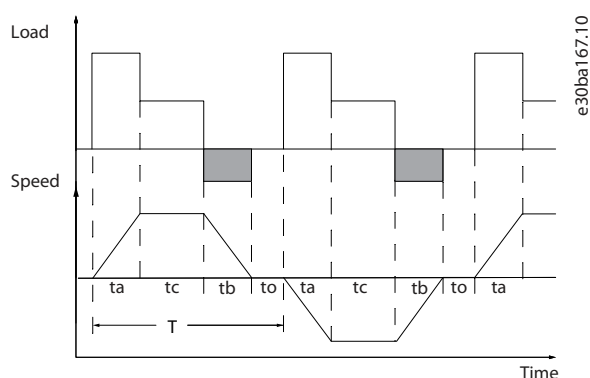 Load
e30ba167.10
Speed
ta tc tb to ta tc tb to ta
T
Time